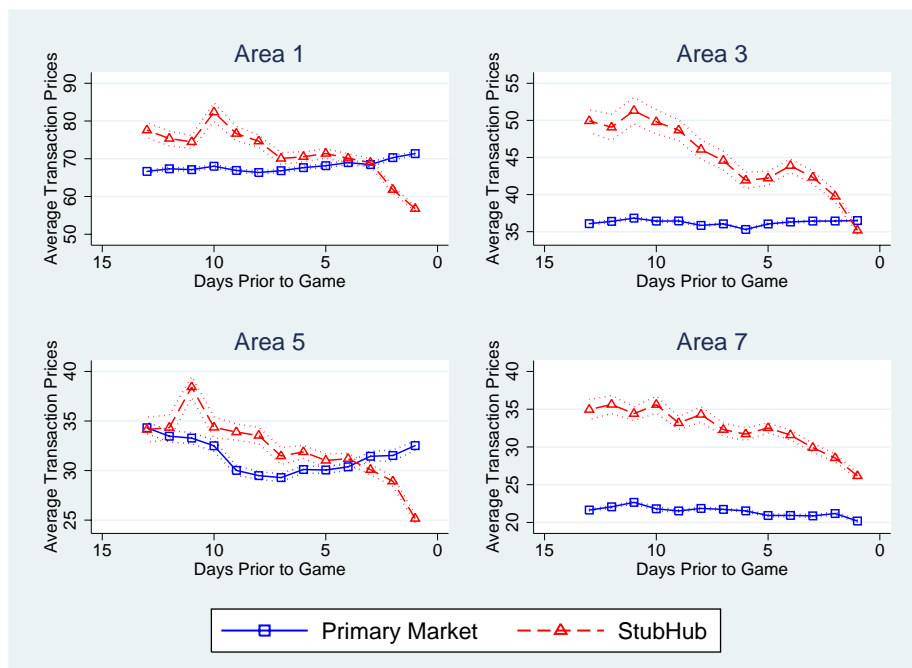 Area 1
Average Transaction Prices
90
80
70
60
50
15 10 5 0
Days Prior to Game
Area 3
Average Transaction Prices
55
50
45
40
35
15 10 5 0
Days Prior to Game
Area 5
Average Transaction Prices
40
35
30
25
15 10 5 0
Days Prior to Game
Area 7
Average Transaction Prices
40
35
30
25
20
15 10 5 0
Days Prior to Game
Primary Market StubHub